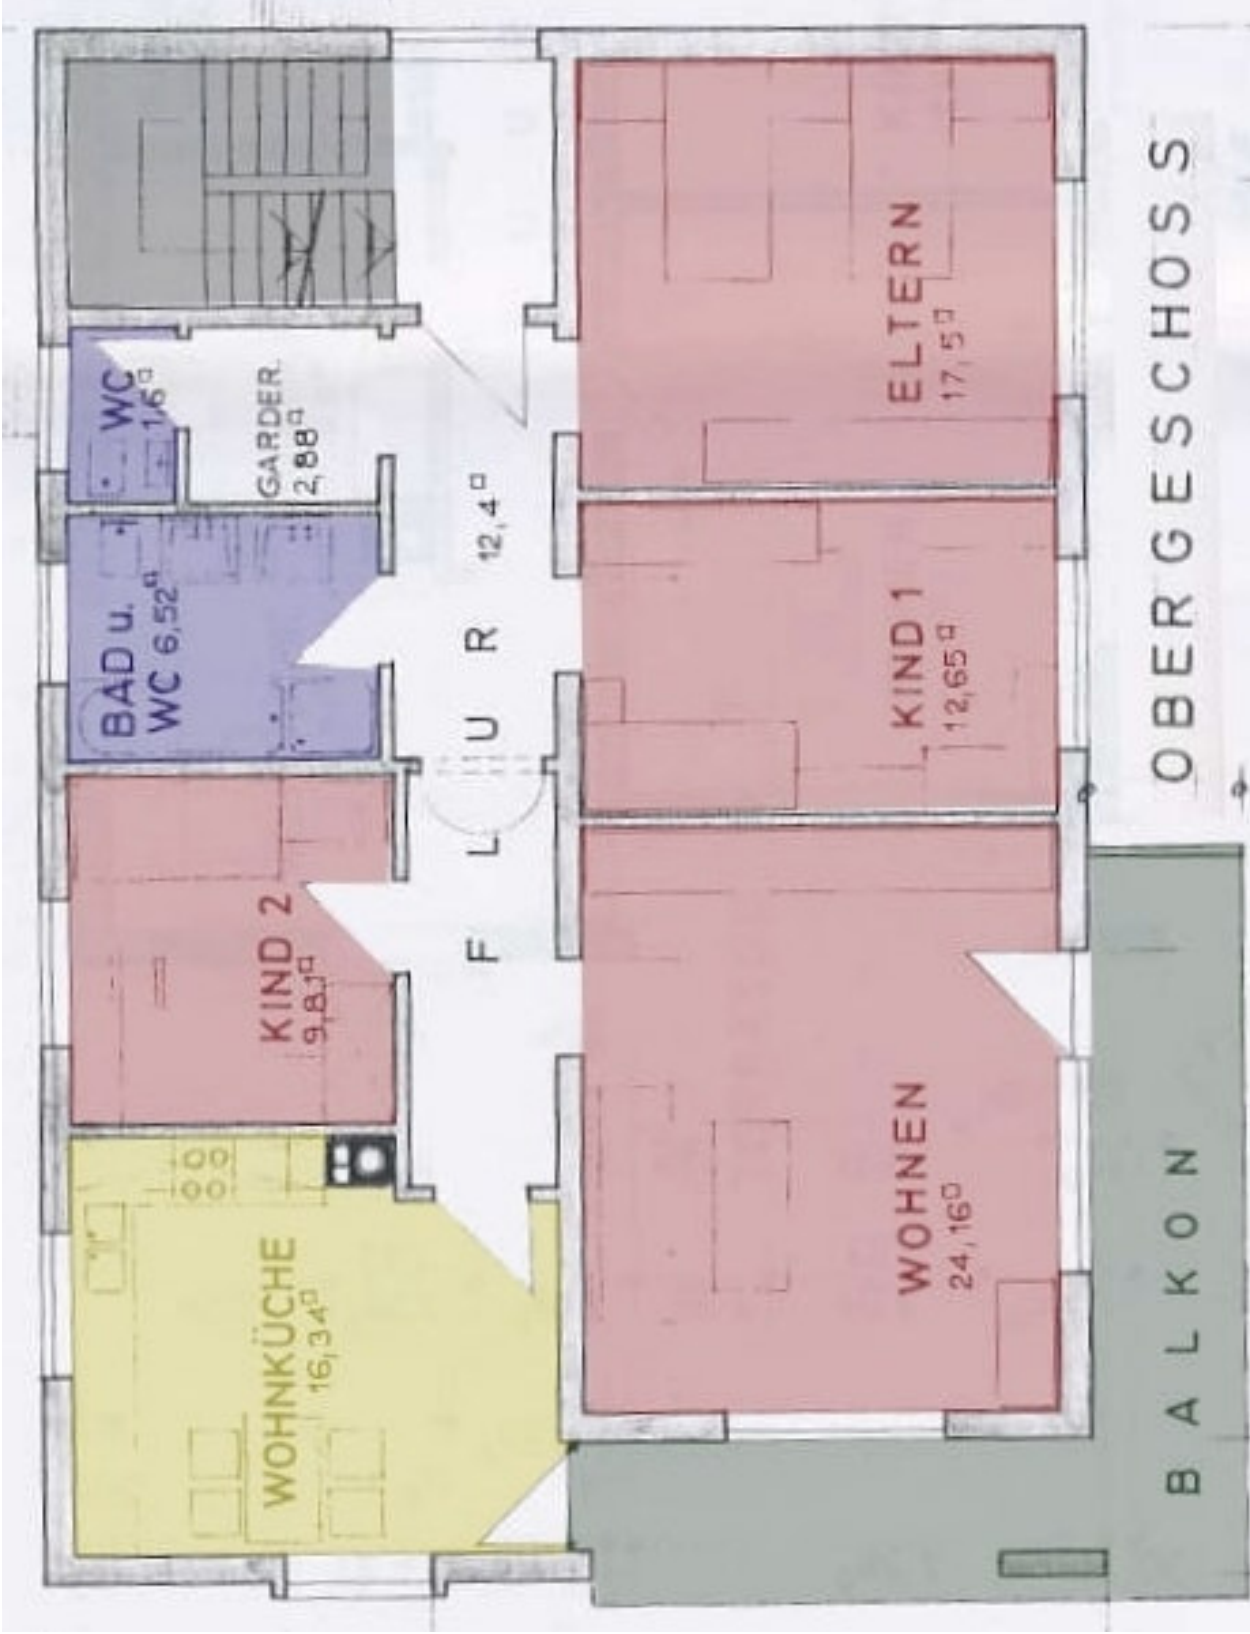 OBERGESCHOSS
ELTERN
17,5□
WC
1,6□
GARDER.
2,88□
12,4□
BAD u.
WC 6,52□
KIND 1
12,65□
FLUR
KIND 2
9,81□
WOHNEN
24,16□
WOHNKÜCHE
16,34□
BALKON